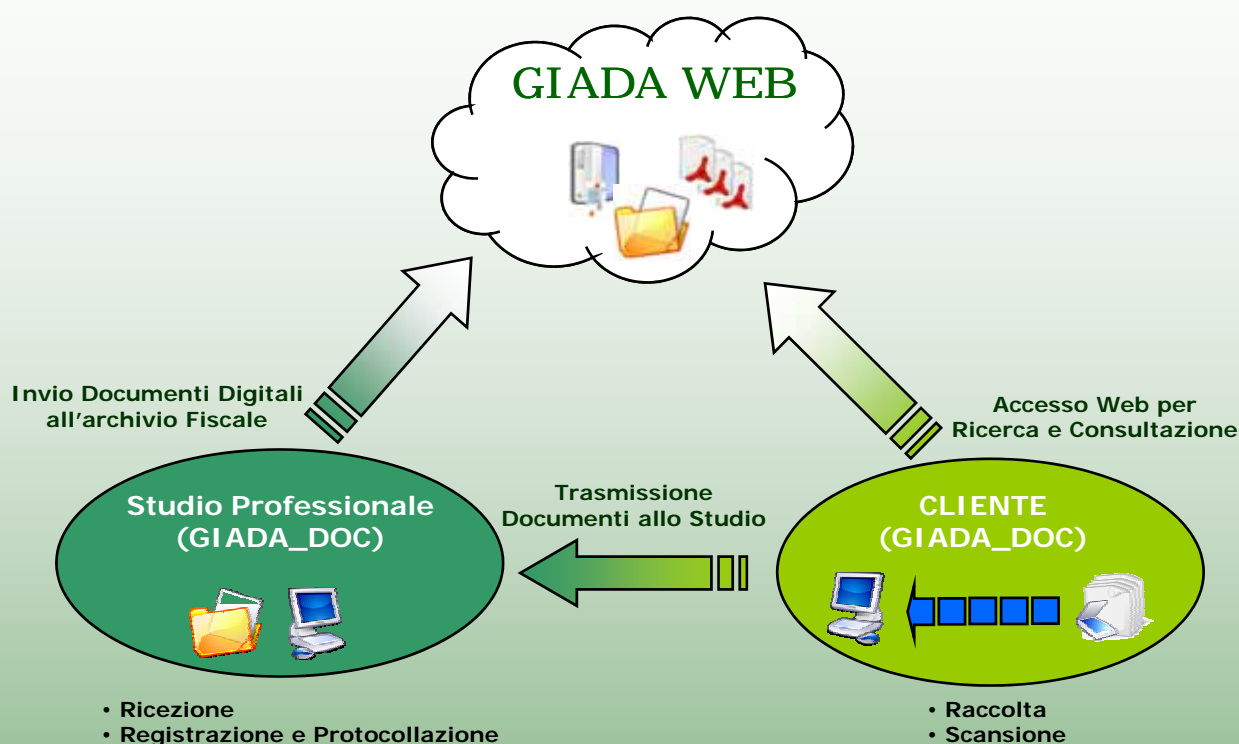 GIADA WEB
Invio Documenti Digitali
all'archivio Fiscale
Accesso Web per
Ricerca e Consultazione
Studio Professionale
(GIADA_DOC)
Trasmissione
Documenti allo Studio
CLIENTE
(GIADA_DOC)
• Ricezione
• Registrazione e Protocollazione
• Raccolta
• Scansione